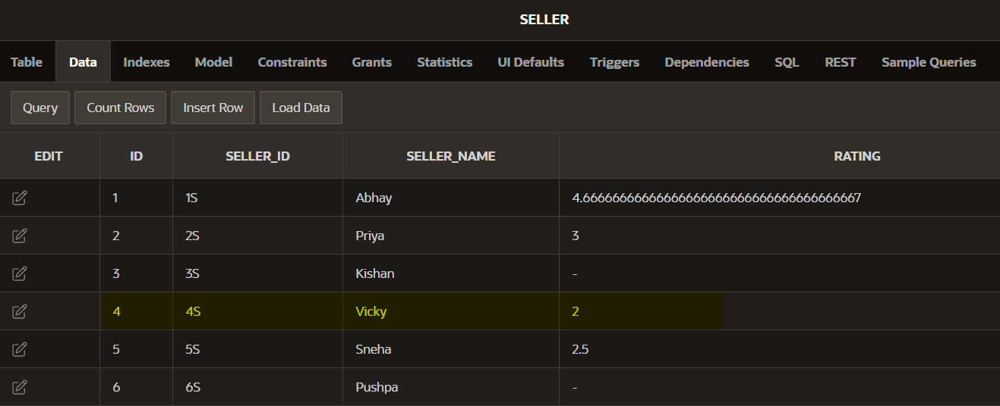 SELLER
Table Data Indexes Model Constraints Grants Statistics UI Defaults Triggers Dependencies SQL REST Sample Queries
Query Count Rows Insert Row Load Data
EDIT ID SELLER_ID SELLER_NAME RATING
1 1S Abhay 4.66666666666666666666666666666666666667
2 2S Priya 3
3 3S Kishan -
4 4S Vicky 2
5 5S Sneha 2.5
6 6S Pushpa -